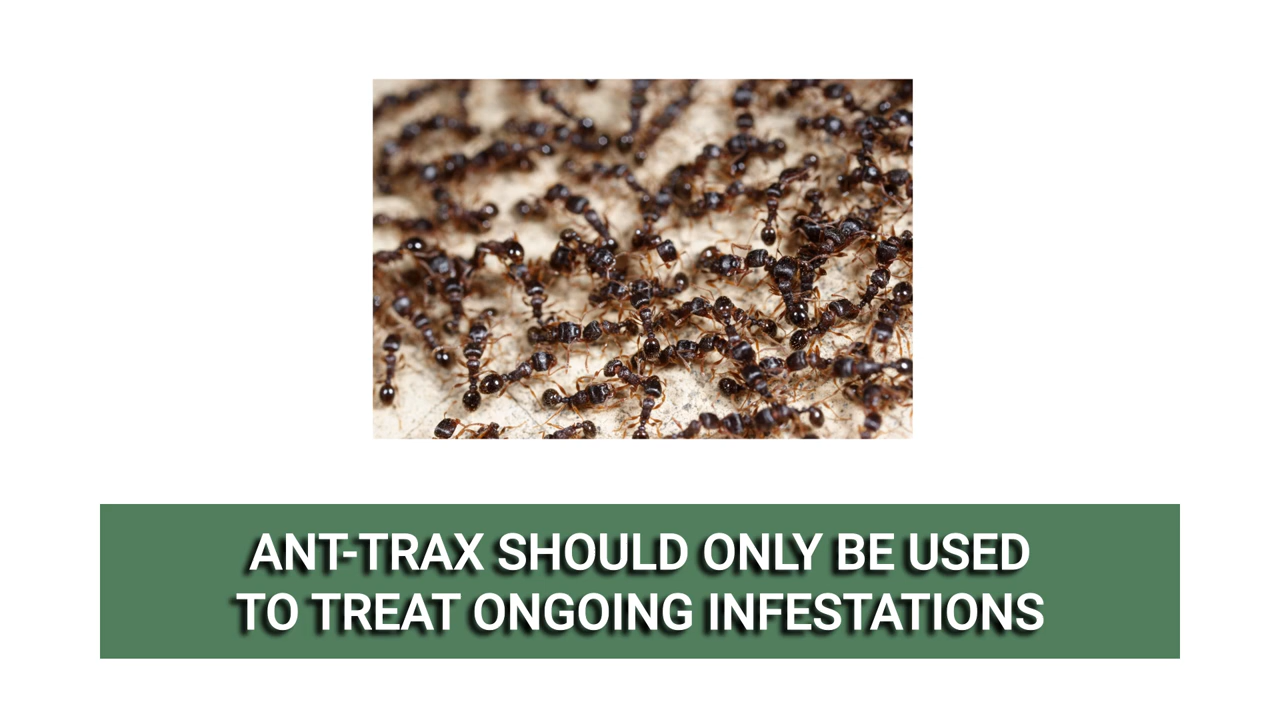 ANT-TRAX SHOULD ONLY BE USED
TO TREAT ONGOING INFESTATIONS